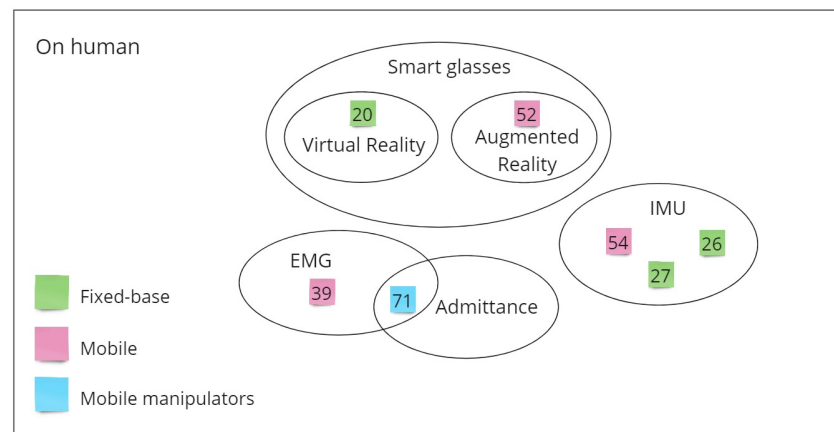 On human
Smart glasses
20
Virtual Reality
52
Augmented
Reality
IMU
54
26
27
EMG
39
71
Admittance
Fixed-base
Mobile
Mobile manipulators